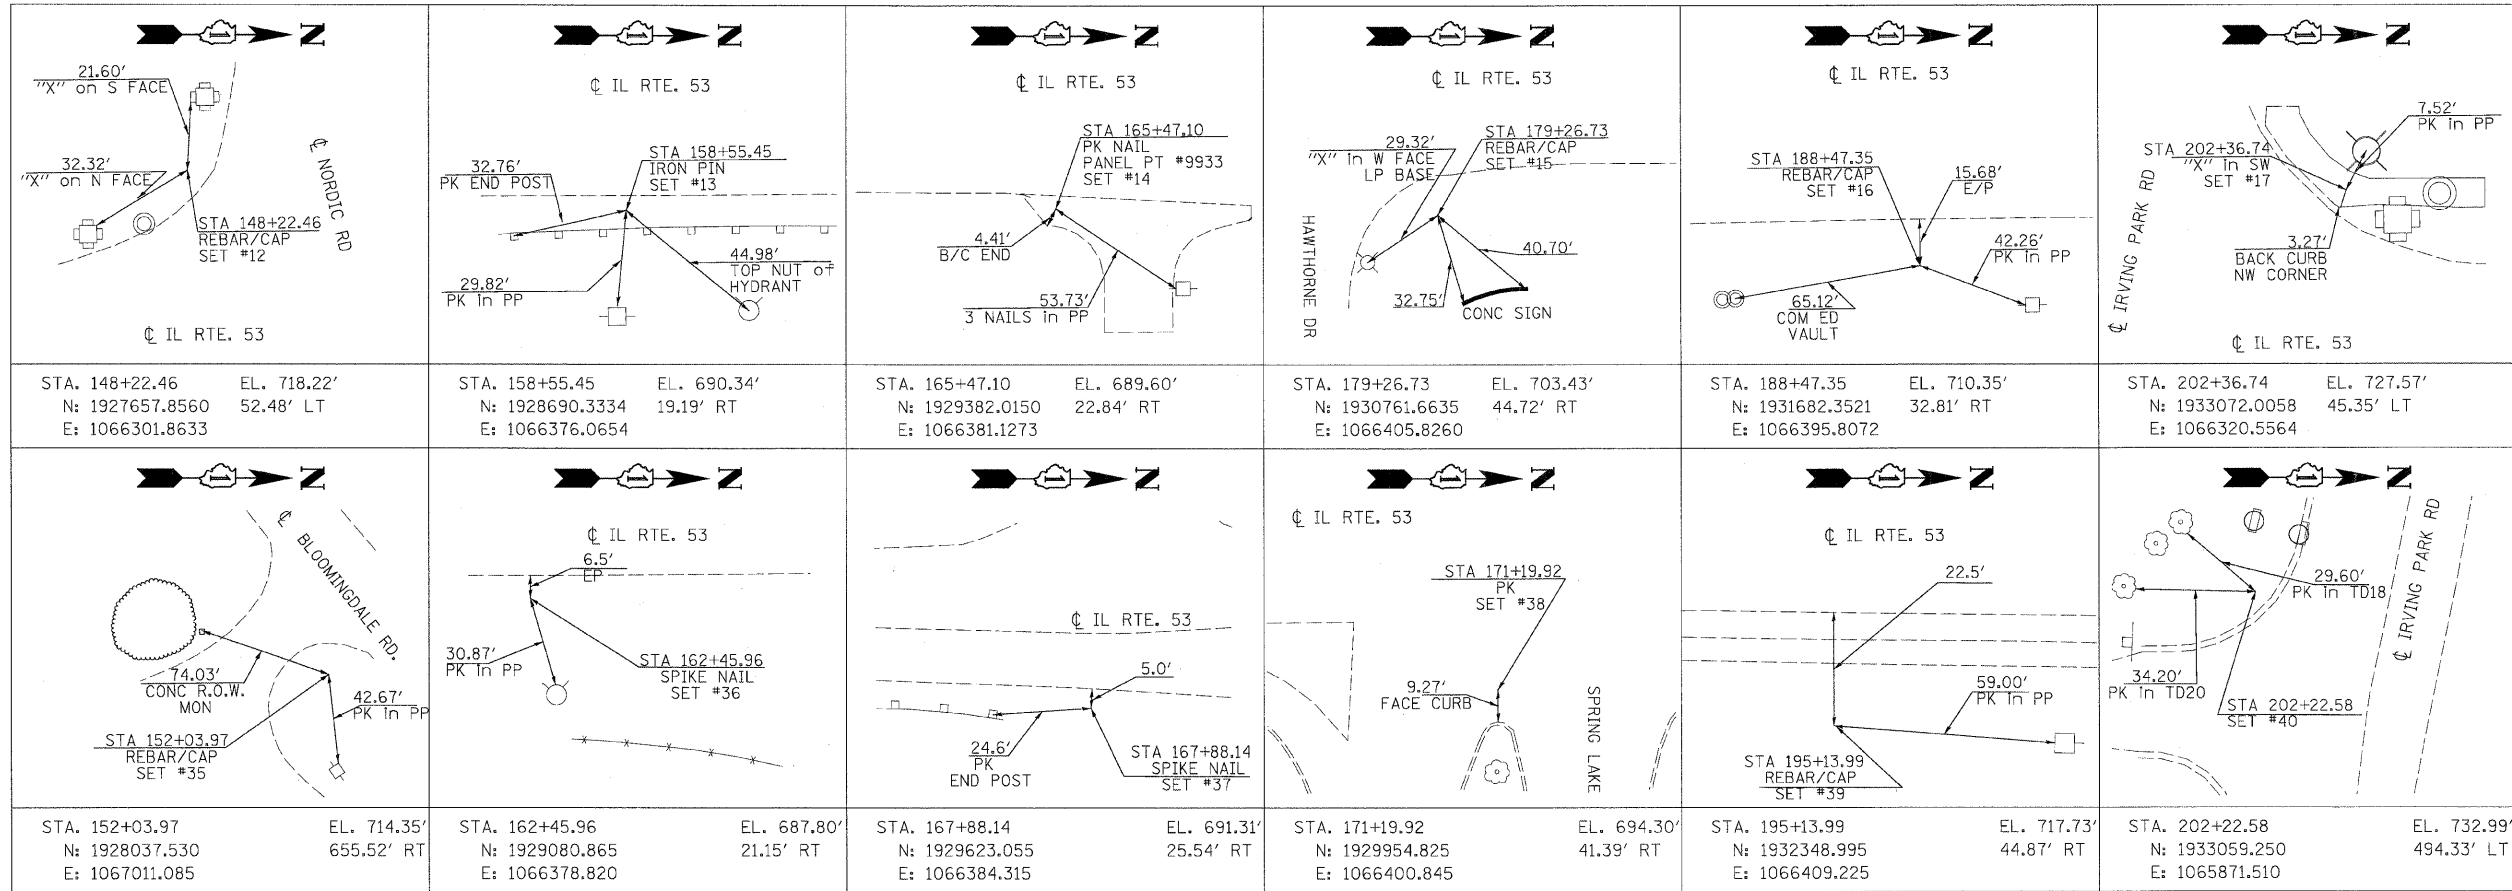 N
21.60'
"X" on S FACE
32.32'
"X" on N FACE
℄ NORDIC RD
STA 148+22.46
REBAR/CAP
SET #12
℄ IL RTE. 53
STA. 148+22.46 EL. 718.22'
N: 1927657.8560 52.48' LT
E: 1066301.8633
N
℄ IL RTE. 53
32.76'
PK END POST
STA 158+55.45
IRON PIN
SET #13
44.98'
TOP NUT of
HYDRANT
29.82'
PK in PP
STA. 158+55.45 EL. 690.34'
N: 1928690.3334 19.19' RT
E: 1066376.0654
N
℄ IL RTE. 53
STA 165+47.10
PK NAIL
PANEL PT #9933
SET #14
4.41'
B/C END
53.73'
3 NAILS in PP
STA. 165+47.10 EL. 689.60'
N: 1929382.0150 22.84' RT
E: 1066381.1273
N
℄ IL RTE. 53
29.32'
"X" in W FACE
LP BASE
STA 179+26.73
REBAR/CAP
SET #15
HAWTHORNE DR
40.70'
32.75'
CONC SIGN
STA. 179+26.73 EL. 703.43'
N: 1930761.6635 44.72' RT
E: 1066405.8260
N
℄ IL RTE. 53
STA 188+47.35
REBAR/CAP
SET #16
15.68'
E/P
42.26'
PK in PP
65.12'
COM ED
VAULT
STA. 188+47.35 EL. 710.35'
N: 1931682.3521 32.81' RT
E: 1066395.8072
N
7.52'
PK in PP
STA 202+36.74
"X" in SW
SET #17
℄ IRVING PARK RD
3.27'
BACK CURB
NW CORNER
℄ IL RTE. 53
STA. 202+36.74 EL. 727.57'
N: 1933072.0058 45.35' LT
E: 1066320.5564
N
℄ BLOOMINGDALE RD.
74.03'
CONC R.O.W.
MON
42.67'
PK in PP
STA 152+03.97
REBAR/CAP
SET #35
STA. 152+03.97 EL. 714.35'
N: 1928037.530 655.52' RT
E: 1067011.085
N
℄ IL RTE. 53
6.5'
EP
30.87'
PK in PP
STA 162+45.96
SPIKE NAIL
SET #36
STA. 162+45.96 EL. 687.80'
N: 1929080.865 21.15' RT
E: 1066378.820
N
℄ IL RTE. 53
5.0'
24.6'
PK
END POST
STA 167+88.14
SPIKE NAIL
SET #37
STA. 167+88.14 EL. 691.31'
N: 1929623.055 25.54' RT
E: 1066384.315
N
℄ IL RTE. 53
STA 171+19.92
PK
SET #38
9.27'
FACE CURB
SPRING LAKE
STA. 171+19.92 EL. 694.30'
N: 1929954.825 41.39' RT
E: 1066400.845
N
℄ IL RTE. 53
22.5'
59.00'
PK in PP
STA 195+13.99
REBAR/CAP
SET #39
STA. 195+13.99 EL. 717.73'
N: 1932348.995 44.87' RT
E: 1066409.225
N
29.60'
PK in TD18
℄ IRVING PARK RD
34.20'
PK in TD20
STA 202+22.58
SET #40
STA. 202+22.58 EL. 732.99'
N: 1933059.250 494.33' LT
E: 1065871.510